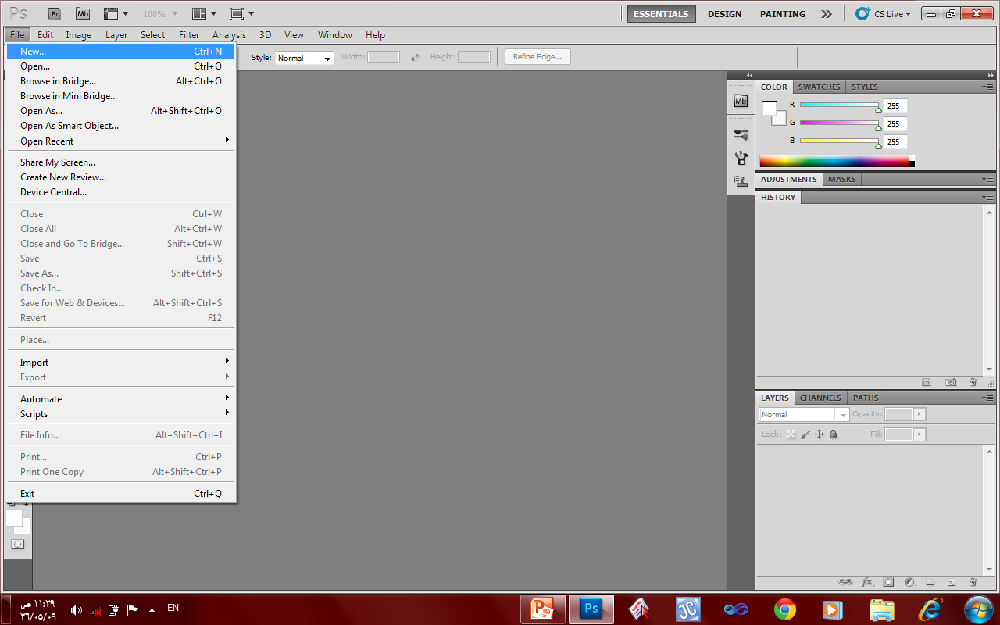 Ps Br Mb 100% ESSENTIALS DESIGN PAINTING >> CS Live
File Edit Image Layer Select Filter Analysis 3D View Window Help
Style: Normal Width: Height: Refine Edge...
New... Ctrl+N
Open... Ctrl+O
Browse in Bridge... Alt+Ctrl+O
Browse in Mini Bridge...
Open As... Alt+Shift+Ctrl+O
Open As Smart Object...
Open Recent
Share My Screen...
Create New Review...
Device Central...
Close Ctrl+W
Close All Alt+Ctrl+W
Close and Go To Bridge... Shift+Ctrl+W
Save Ctrl+S
Save As... Shift+Ctrl+S
Check In...
Save for Web & Devices... Alt+Shift+Ctrl+S
Revert F12
Place...
Import
Export
Automate
Scripts
File Info... Alt+Shift+Ctrl+I
Print... Ctrl+P
Print One Copy Alt+Shift+Ctrl+P
Exit Ctrl+Q
Mb
COLOR SWATCHES STYLES
R 255
G 255
B 255
ADJUSTMENTS MASKS
HISTORY
LAYERS CHANNELS PATHS
Normal Opacity:
Lock: Fill:
fx
١١:٣٩ ص
٣٦/٠٥/٠٩
EN
P Ps JC